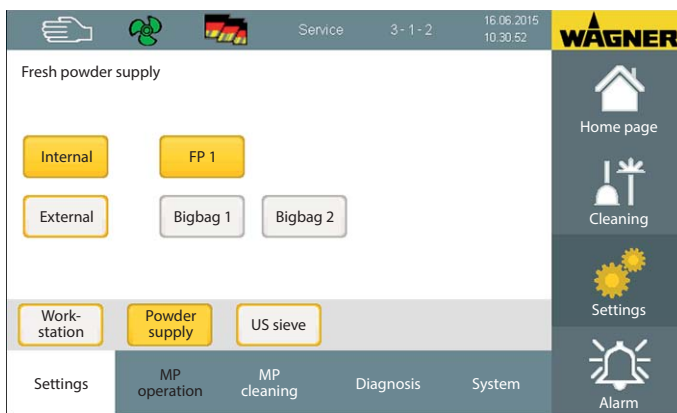 Service 3-1-2 16.06.2015
10.30.52
WAGNER
Fresh powder supply
Home page
Internal FP 1
External Bigbag 1 Bigbag 2
Cleaning
Work-
station
Powder
supply
US sieve
Settings
Settings
MP
operation
MP
cleaning
Diagnosis
System
Alarm